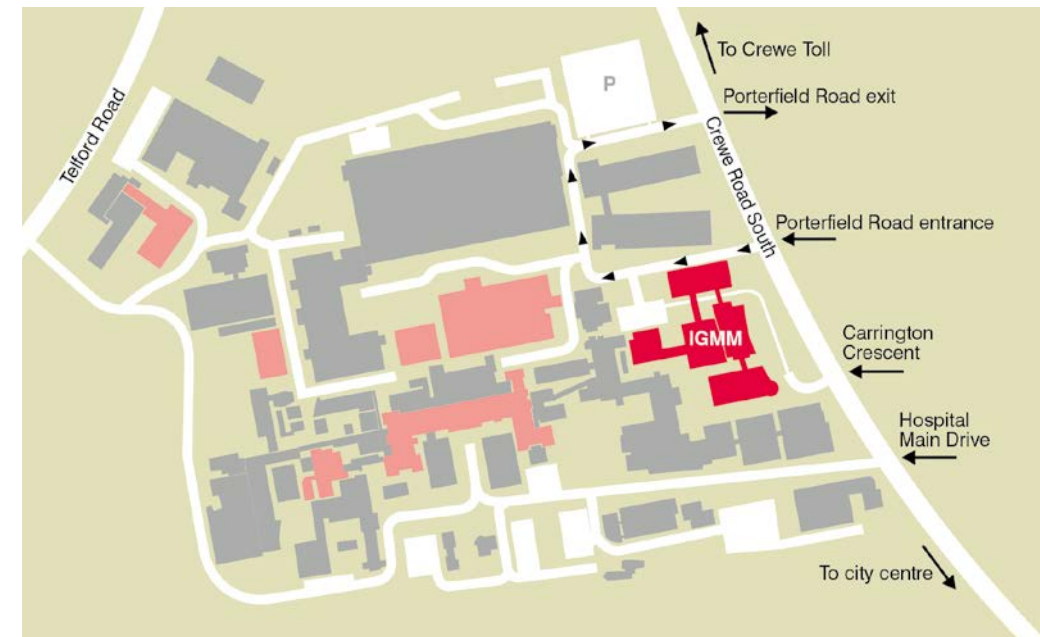 To Crewe Toll
P
Porterfield Road exit
Telford Road
Crewe Road South
Porterfield Road entrance
IGMM
Carrington
Crescent
Hospital
Main Drive
To city centre